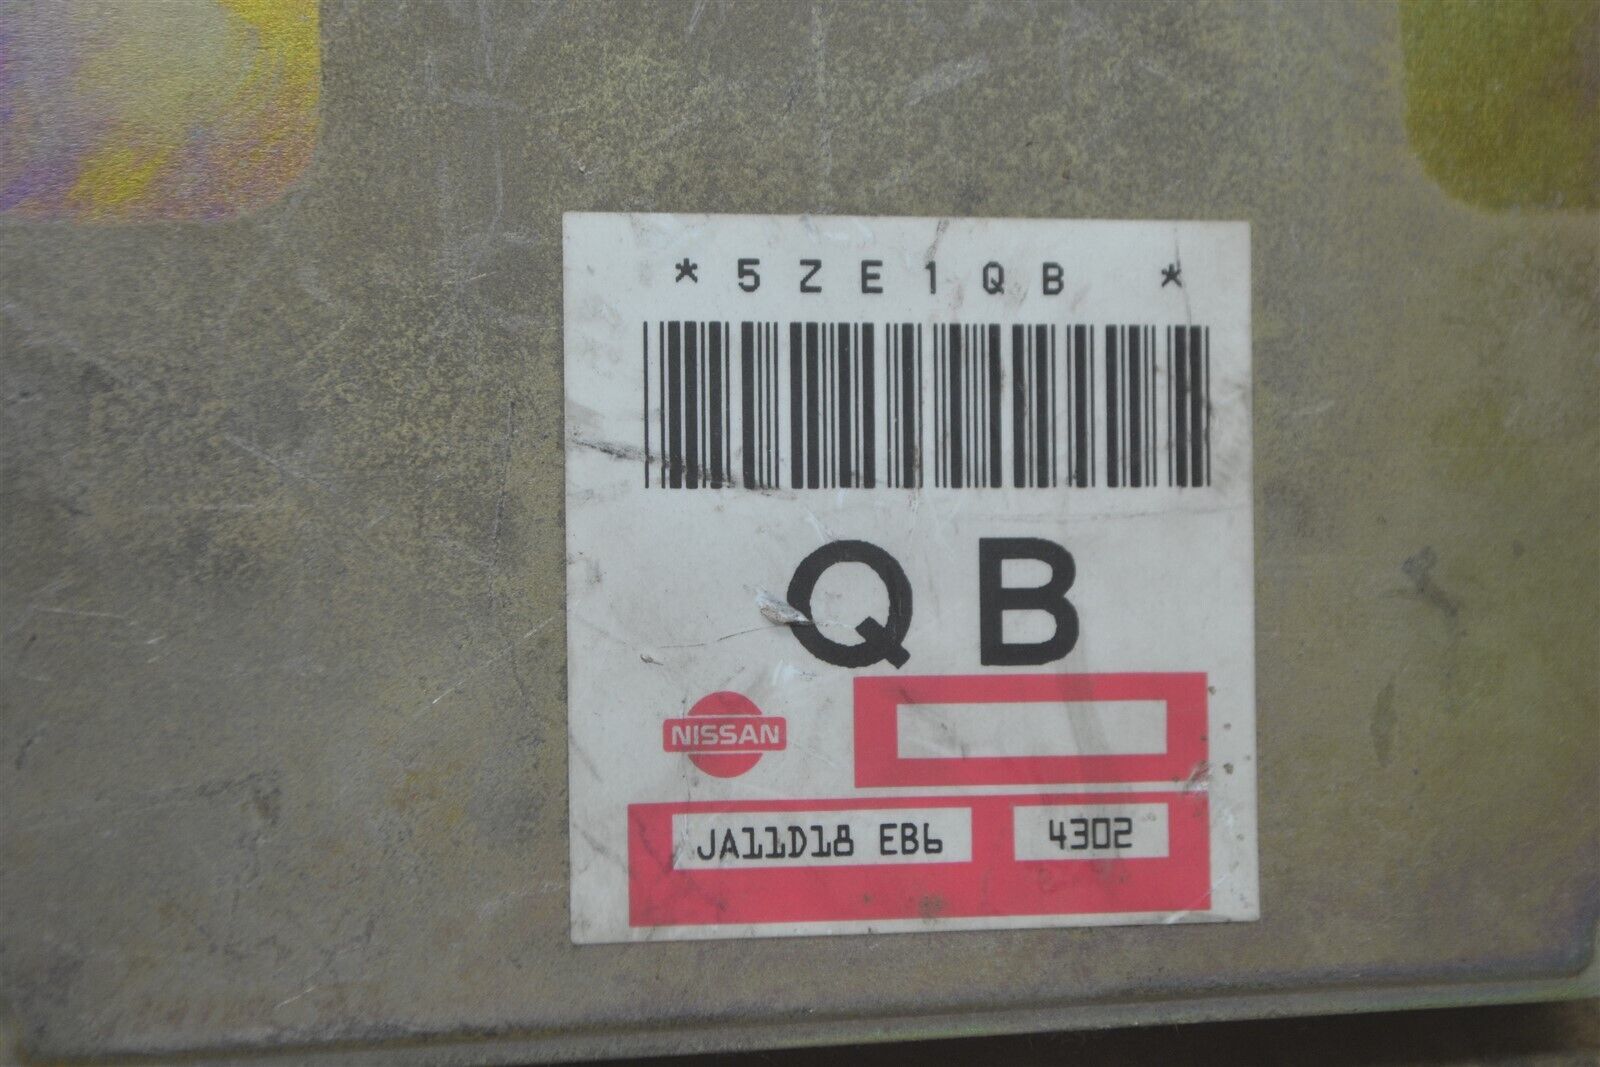 *5ZE1QB *
QB
NISSAN
JA11D18 EB6 4302